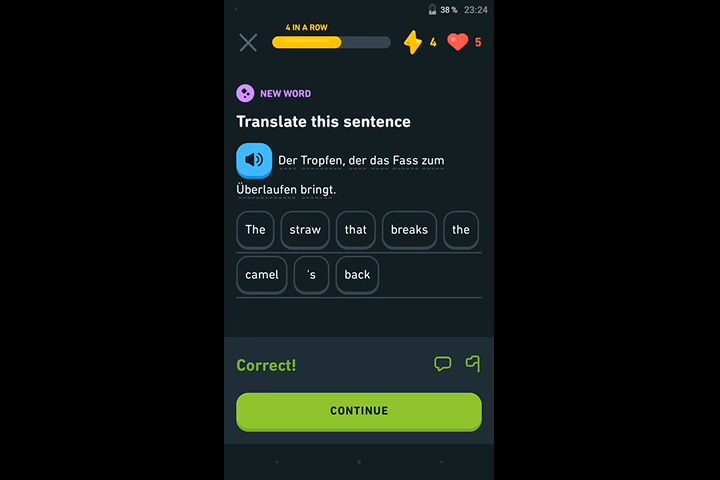 38 % 23:24
4 IN A ROW
4 5
NEW WORD
Translate this sentence
Der Tropfen, der das Fass zum
Überlaufen bringt.
The straw that breaks the
camel 's back
Correct!
CONTINUE